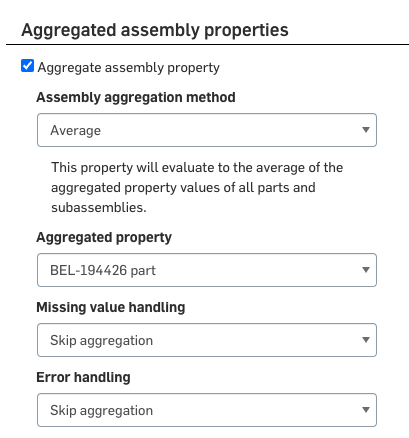 Aggregated assembly properties
Aggregate assembly property
Assembly aggregation method
Average
This property will evaluate to the average of the
aggregated property values of all parts and
subassemblies.
Aggregated property
BEL-194426 part
Missing value handling
Skip aggregation
Error handling
Skip aggregation